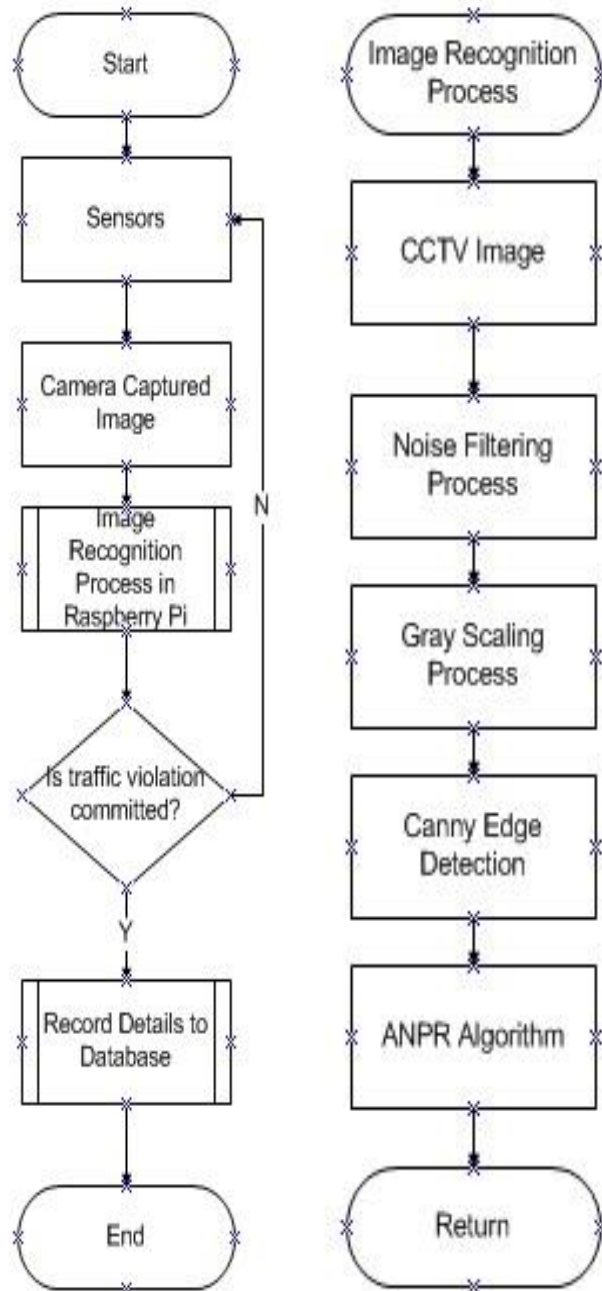 Start
Sensors
Camera Captured
Image
Image
Recognition
Process in
Raspberry Pi
N
Is traffic violation
committed?
Y
Record Details to
Database
End
Image Recognition
Process
CCTV Image
Noise Filtering
Process
Gray Scaling
Process
Canny Edge
Detection
ANPR Algorithm
Return